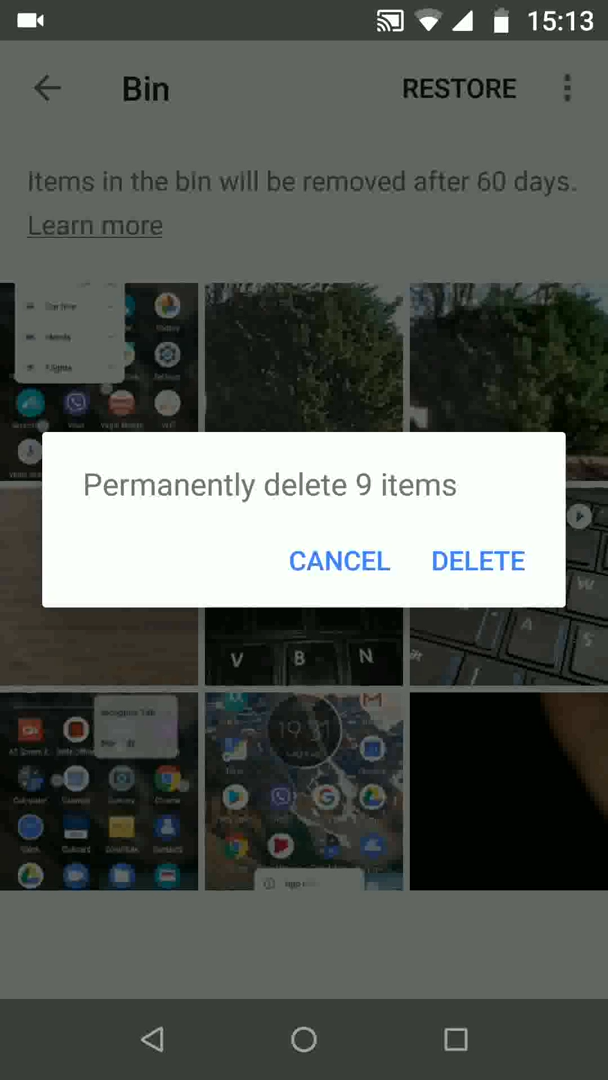 15:13
Bin
RESTORE
Items in the bin will be removed after 60 days.
Learn more
Permanently delete 9 items
CANCEL
DELETE
W
A
S
V
B
N
19:31